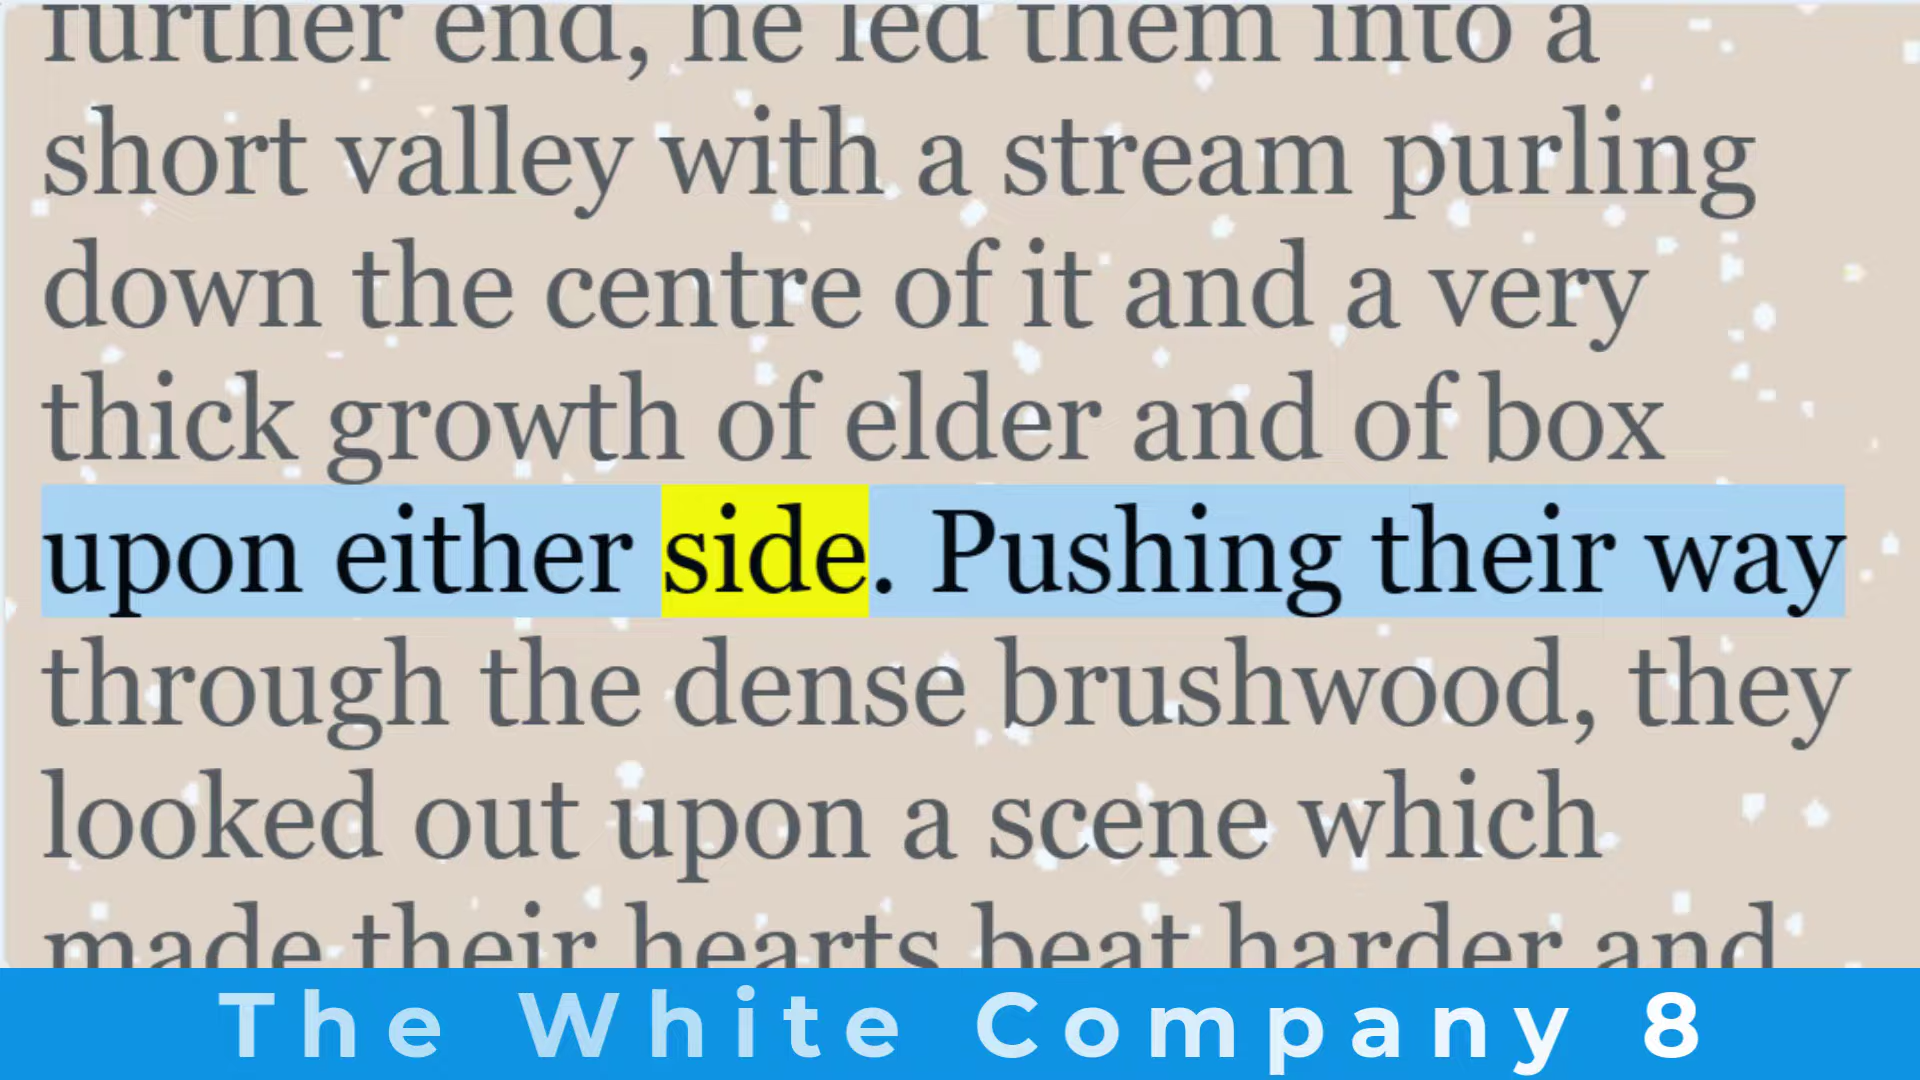 further end, he led them into a
short valley with a stream purling
down the centre of it and a very
thick growth of elder and of box
upon either side. Pushing their way
through the dense brushwood, they
looked out upon a scene which
made their hearts beat harder and
The White Company 8